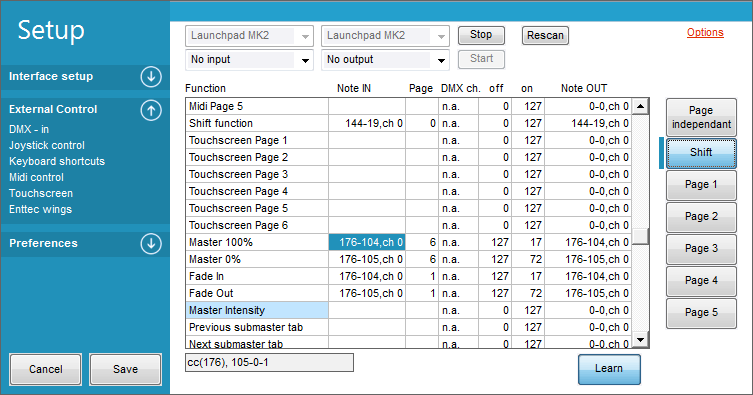 Setup
Interface setup
External Control
DMX - in
Joystick control
Keyboard shortcuts
Midi control
Touchscreen
Enttec wings
Preferences
Cancel Save
Launchpad MK2 Launchpad MK2 Stop Rescan Options
No input No output Start
Function Note IN Page DMX ch. off on Note OUT
Midi Page 5 n.a. 0 127 0-0,ch 0
Shift function 144-19,ch 0 0 n.a. 0 127 144-19,ch 0
Touchscreen Page 1 n.a. 0 127 0-0,ch 0
Touchscreen Page 2 n.a. 0 127 0-0,ch 0
Touchscreen Page 3 n.a. 0 127 0-0,ch 0
Touchscreen Page 4 n.a. 0 127 0-0,ch 0
Touchscreen Page 5 n.a. 0 127 0-0,ch 0
Touchscreen Page 6 n.a. 0 127 0-0,ch 0
Master 100% 176-104,ch 0 6 n.a. 127 17 176-104,ch 0
Master 0% 176-105,ch 0 6 n.a. 127 72 176-105,ch 0
Fade In 176-104,ch 0 1 n.a. 127 17 176-104,ch 0
Fade Out 176-105,ch 0 1 n.a. 127 72 176-105,ch 0
Master Intensity n.a. 0 127 0-0,ch 0
Previous submaster tab n.a. 0 127 0-0,ch 0
Next submaster tab n.a. 0 127 0-0,ch 0
cc(176), 105-0-1
Learn
Page
independant
Shift
Page 1
Page 2
Page 3
Page 4
Page 5